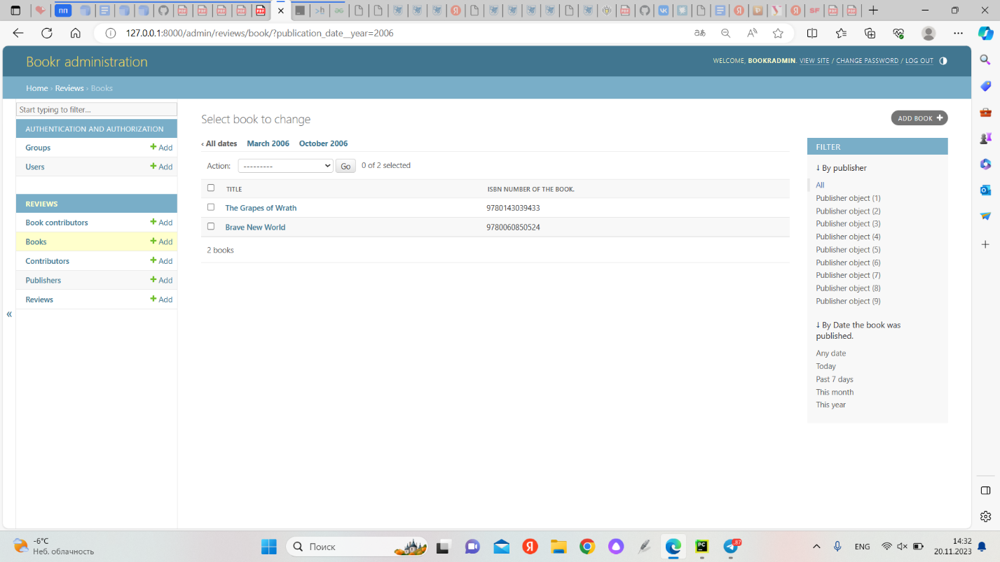 пп
127.0.0.1:8000/admin/reviews/book/?publication_date__year=2006
Bookr administration
WELCOME, BOOKRADMIN. VIEW SITE / CHANGE PASSWORD / LOG OUT
Home › Reviews › Books
Start typing to filter...
AUTHENTICATION AND AUTHORIZATION
Groups + Add
Users + Add
REVIEWS
Book contributors + Add
Books + Add
Contributors + Add
Publishers + Add
Reviews + Add
«
Select book to change
ADD BOOK +
‹ All dates March 2006 October 2006
Action: --------- Go 0 of 2 selected
TITLE ISBN NUMBER OF THE BOOK.
The Grapes of Wrath 9780143039433
Brave New World 9780060850524
2 books
FILTER
↓ By publisher
All
Publisher object (1)
Publisher object (2)
Publisher object (3)
Publisher object (4)
Publisher object (5)
Publisher object (6)
Publisher object (7)
Publisher object (8)
Publisher object (9)
↓ By Date the book was
published.
Any date
Today
Past 7 days
This month
This year
-6°C
Неб. облачность
Поиск
87
ENG
14:32
20.11.2023